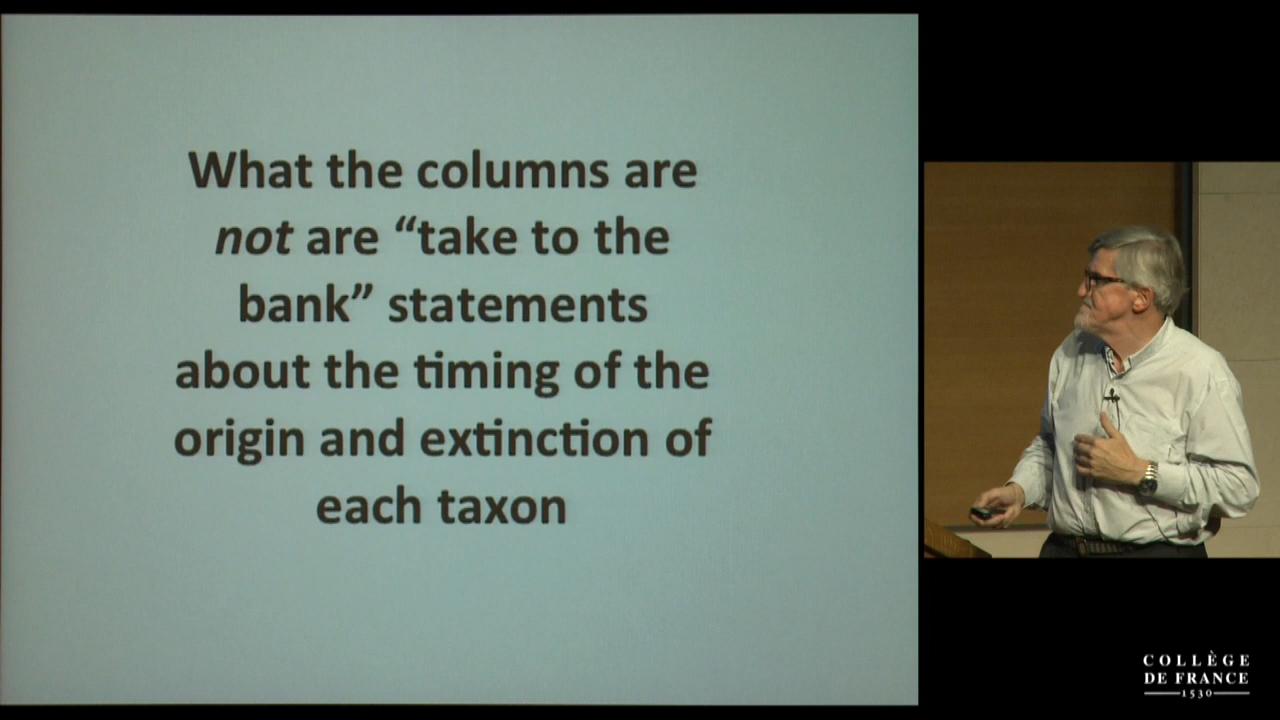 What the columns are
not are “take to the
bank” statements
about the timing of the
origin and extinction of
each taxon
COLLÈGE
DE FRANCE
1530